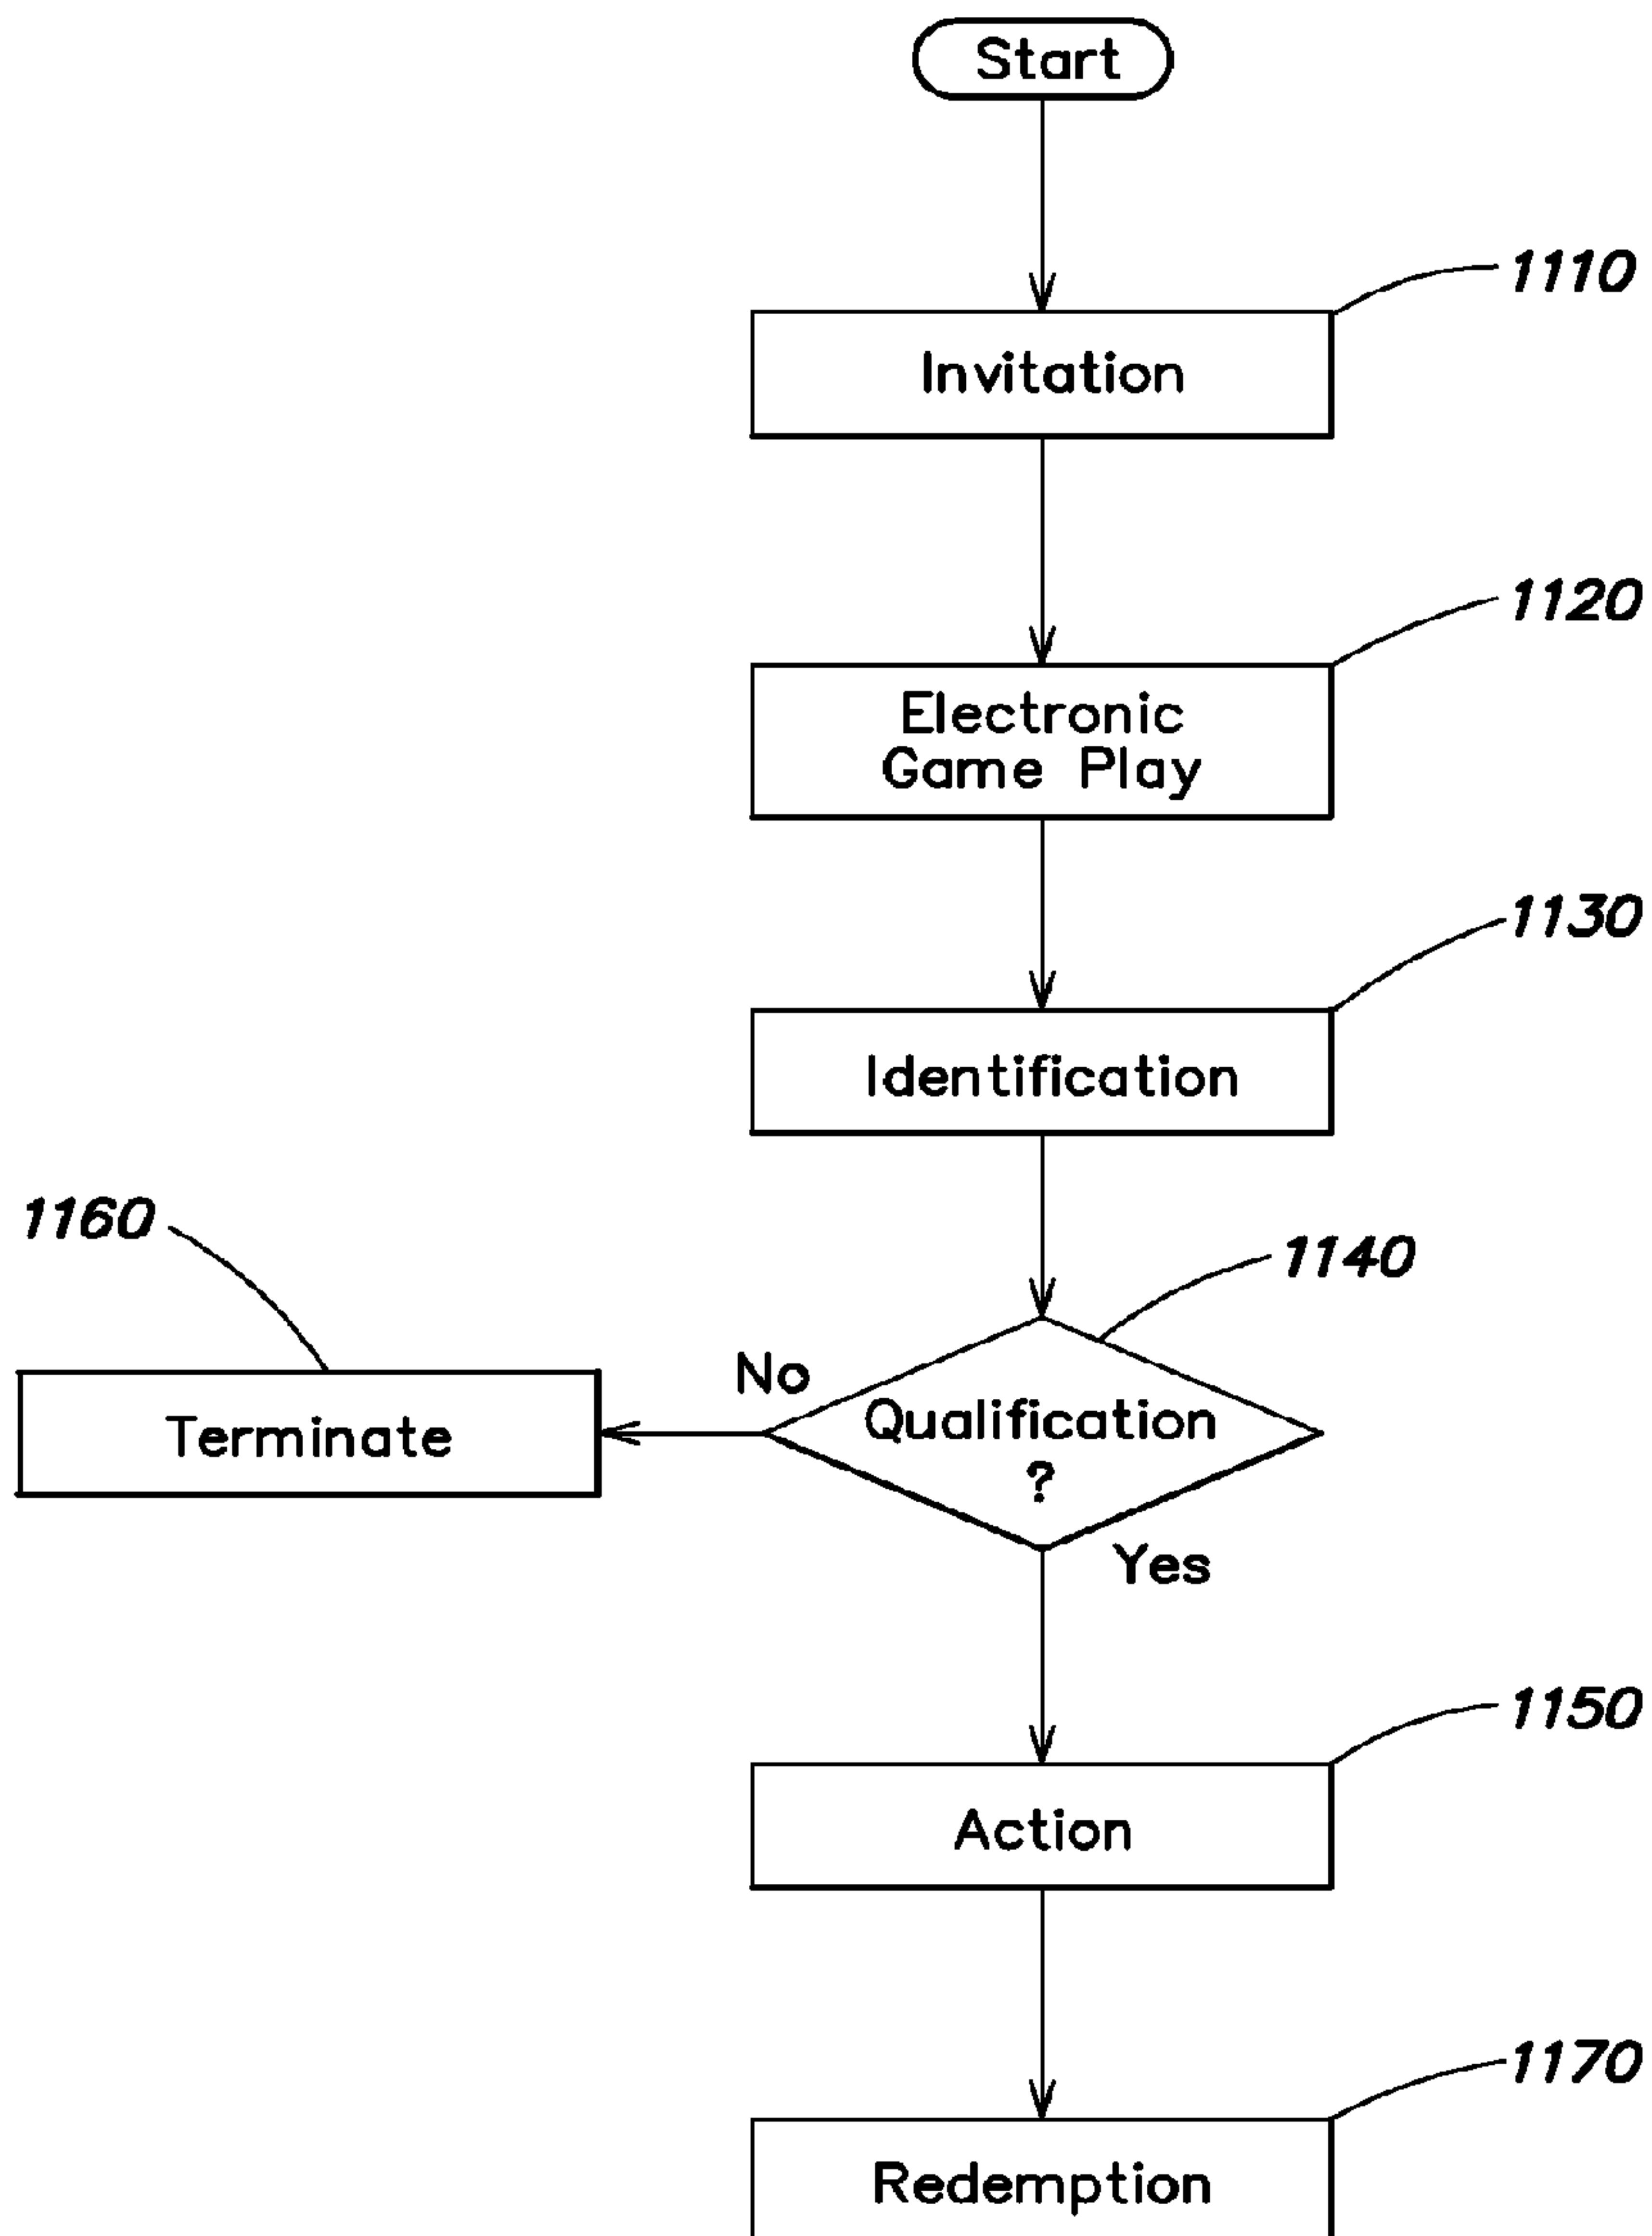 Start
1110
Invitation
1120
Electronic
Game Play
1130
Identification
1160
1140
No
Qualification
?
Terminate
Yes
1150
Action
1170
Redemption